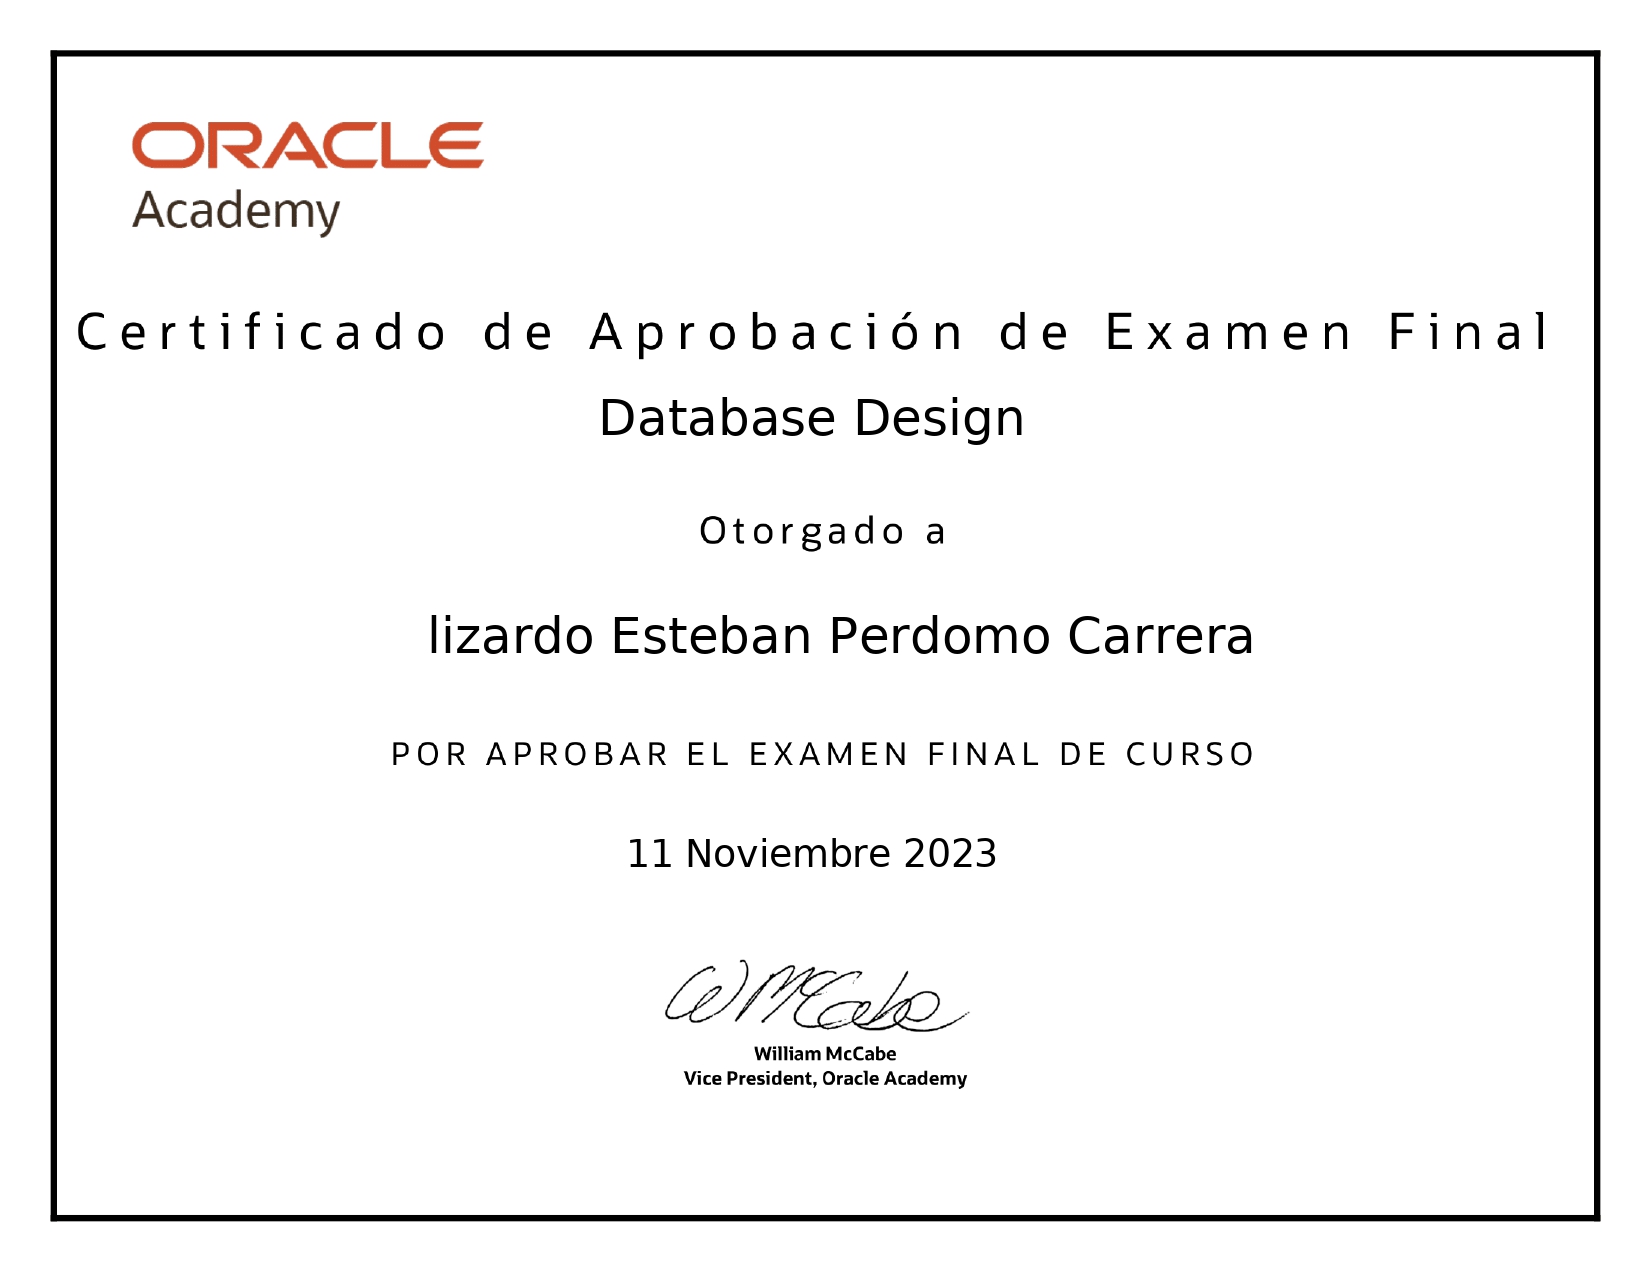 ORACLE
Academy
Certificado de Aprobación de Examen Final
Database Design
Otorgado a
lizardo Esteban Perdomo Carrera
POR APROBAR EL EXAMEN FINAL DE CURSO
11 Noviembre 2023
WMcCabe
William McCabe
Vice President, Oracle Academy